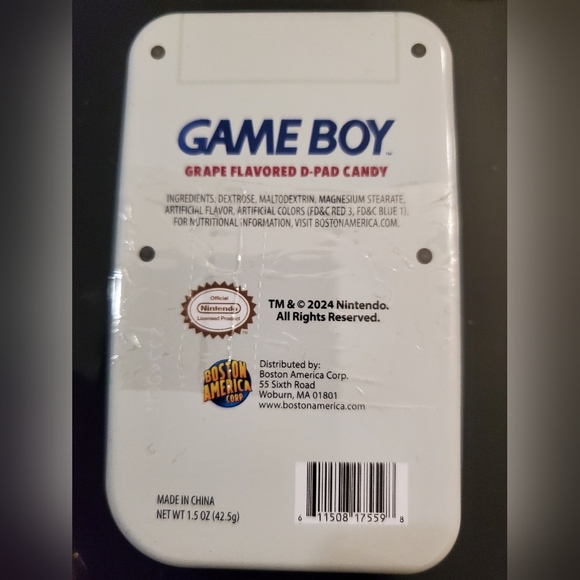 GAME BOY™
GRAPE FLAVORED D-PAD CANDY
INGREDIENTS, DEXTROSE, MALTODEXTRIN, MAGNESIUM STEARATE,
ARTIFICIAL FLAVOR, ARTIFICIAL COLORS (FD&C RED 3, FD&C BLUE 1).
FOR NUTRITIONAL INFORMATION, VISIT BOSTONAMERICA.COM.
Official
Nintendo
Licensed Product
TM & © 2024 Nintendo.
All Rights Reserved.
BOSTON
AMERICA
CORP
Distributed by:
Boston America Corp.
55 Sixth Road
Woburn, MA 01801
www.bostonamerica.com
MADE IN CHINA
NET WT 1.5 OZ (42.5g)
6 11508 17559 8